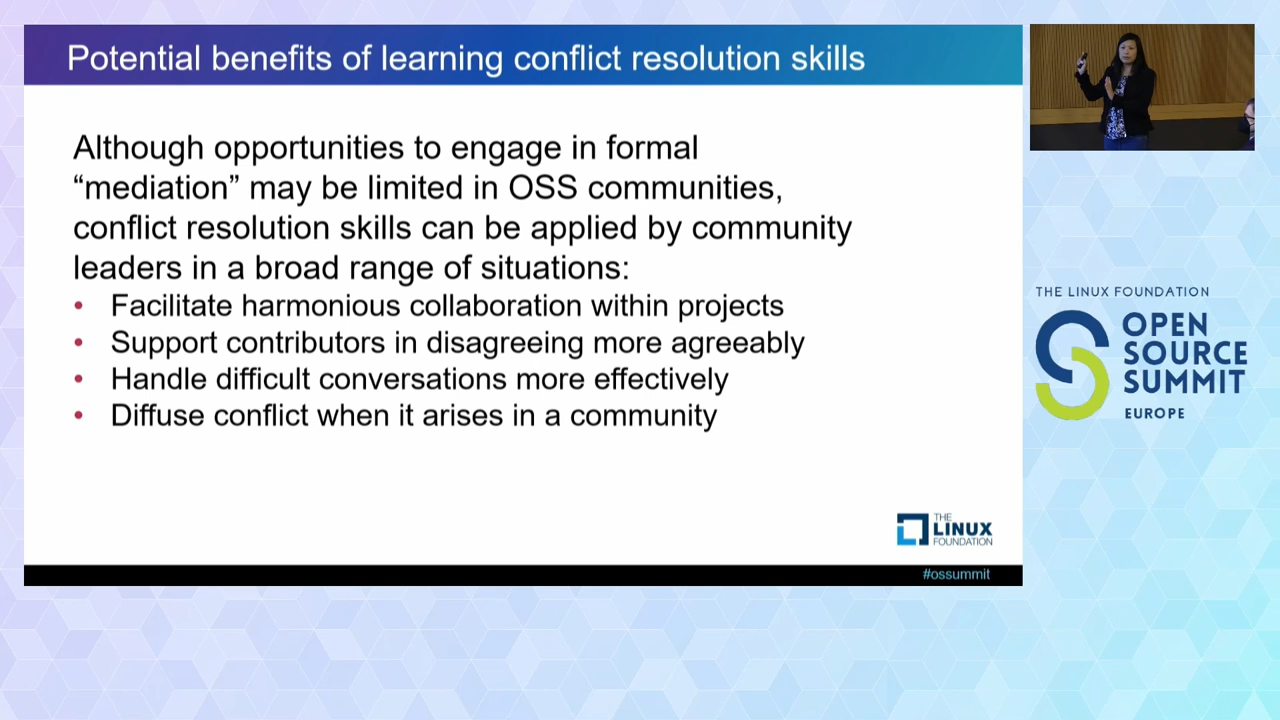 Potential benefits of learning conflict resolution skills
Although opportunities to engage in formal
“mediation” may be limited in OSS communities,
conflict resolution skills can be applied by community
leaders in a broad range of situations:
• Facilitate harmonious collaboration within projects
• Support contributors in disagreeing more agreeably
• Handle difficult conversations more effectively
• Diffuse conflict when it arises in a community
THE
LINUX
FOUNDATION
#ossummit
THE LINUX FOUNDATION
OPEN
SOURCE
SUMMIT
EUROPE